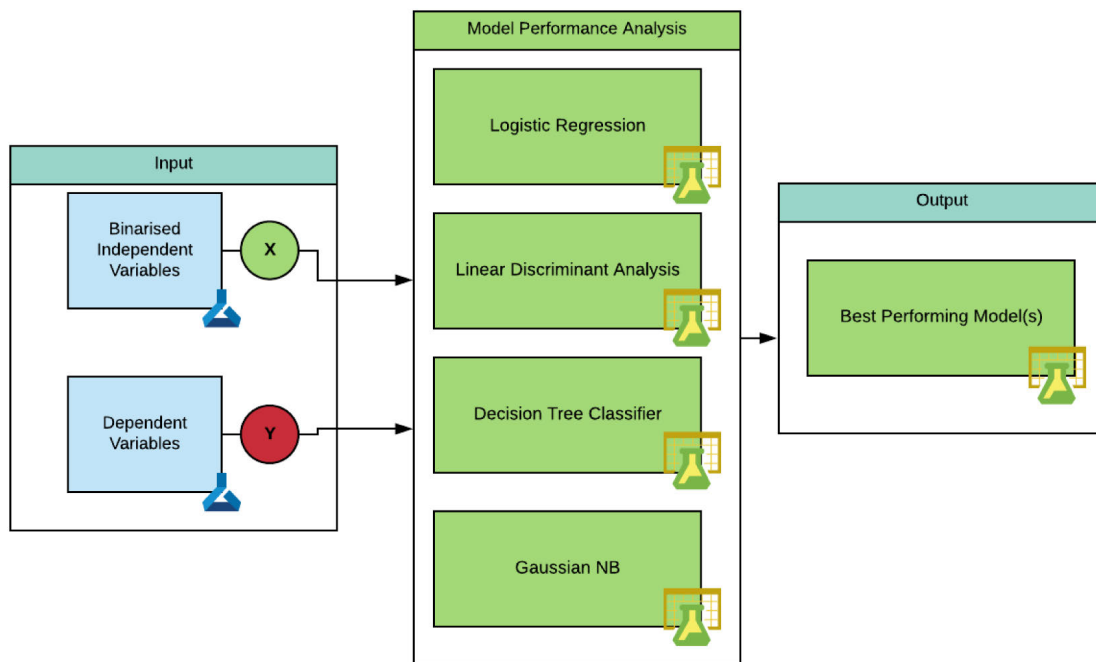 Input
Binarised
Independent
Variables
X
Dependent
Variables
Y
Model Performance Analysis
Logistic Regression
Linear Discriminant Analysis
Decision Tree Classifier
Gaussian NB
Output
Best Performing Model(s)